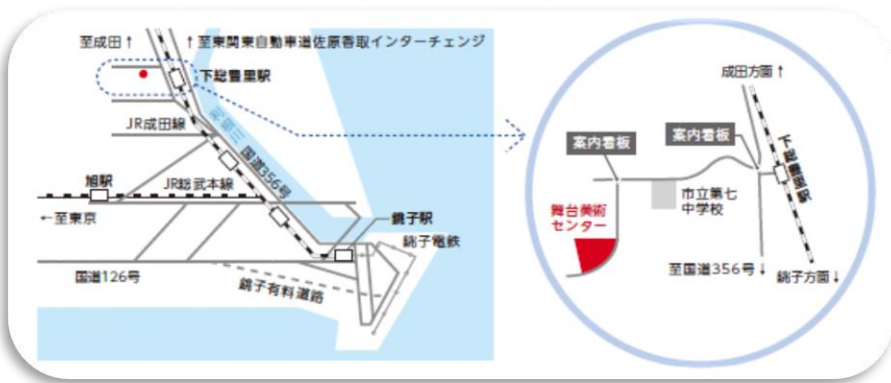 至成田↑
↑至東関東自動車道佐原香取インターチェンジ
下総豊里駅
JR成田線
利根川
国道356号
旭駅
JR総武本線
←至東京
銚子駅
銚子電鉄
国道126号
銚子有料道路
成田方面↑
案内看板
案内看板
下総豊里駅
市立第七
中学校
舞台美術
センター
至国道356号↓
銚子方面↓